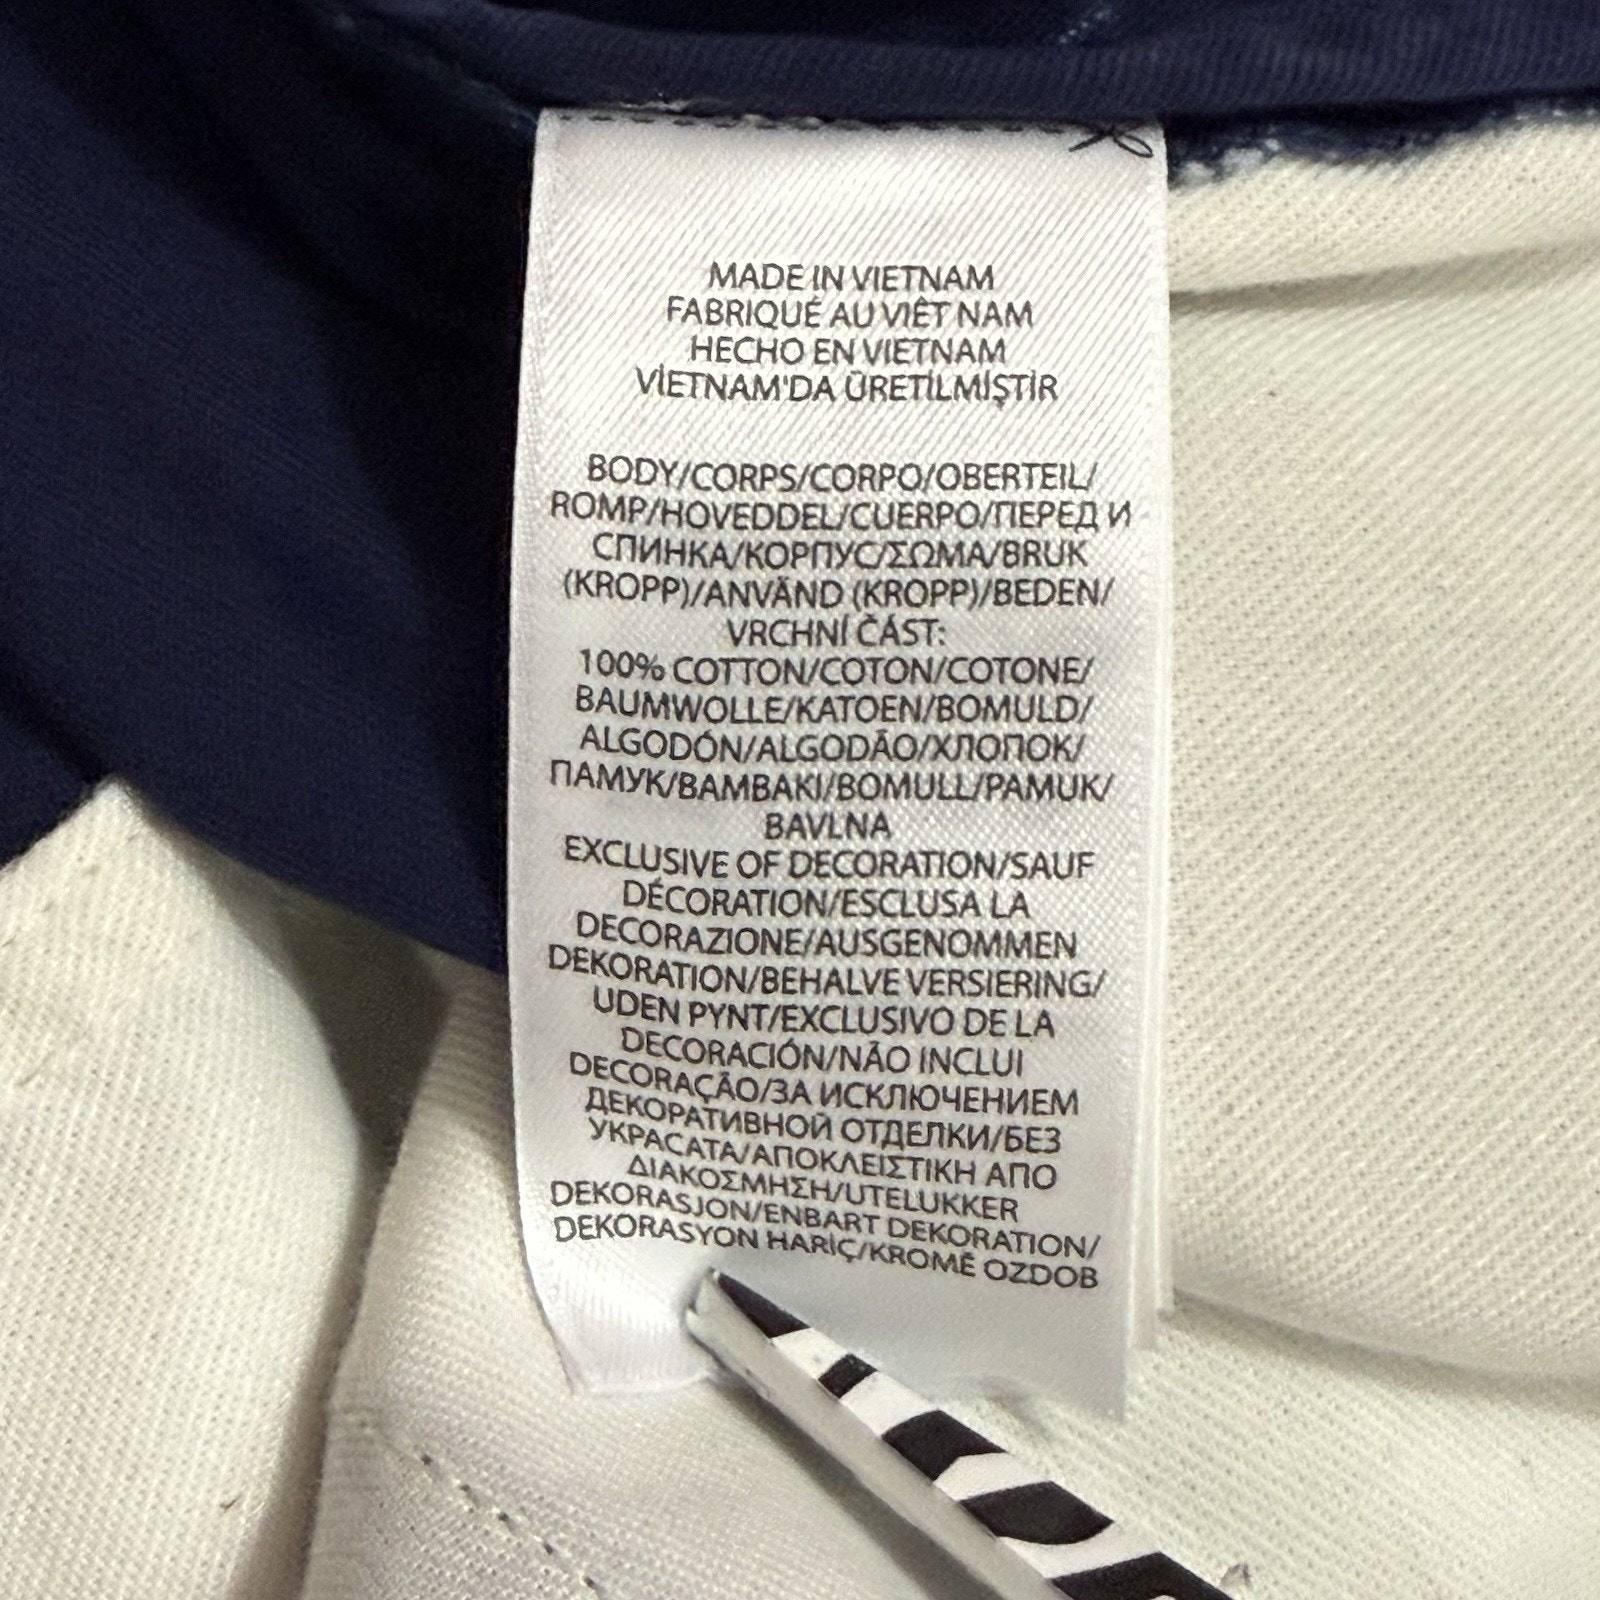 MADE IN VIETNAM
FABRIQUÉ AU VIÊT NAM
HECHO EN VIETNAM
VİETNAM'DA ÜRETİLMİŞTİR
BODY/CORPS/CORPO/OBERTEIL/
ROMP/HOVEDDEL/CUERPO/ПЕРЕД И
СПИНКА/КОРПУС/ΣΩΜΑ/BRUK
(KROPP)/ANVÄND (KROPP)/BEDEN/
VRCHNÍ ČÁST:
100% COTTON/COTON/COTONE/
BAUMWOLLE/KATOEN/BOMULD/
ALGODÓN/ALGODÃO/ХЛОПОК/
ПАМУК/ΒΑΜΒΑΚΙ/BOMULL/PAMUK/
BAVLNA
EXCLUSIVE OF DECORATION/SAUF
DÉCORATION/ESCLUSA LA
DECORAZIONE/AUSGENOMMEN
DEKORATION/BEHALVE VERSIERING/
UDEN PYNT/EXCLUSIVO DE LA
DECORACIÓN/NÃO INCLUI
DECORAÇÃO/ЗА ИСКЛЮЧЕНИЕМ
ДЕКОРАТИВНОЙ ОТДЕЛКИ/БЕЗ
УКРАСАТА/ΑΠΟΚΛΕΙΣΤΙΚΗ ΑΠΟ
ΔΙΑΚΟΣΜΗΣΗ/UTELUKKER
DEKORASJON/ENBART DEKORATION/
DEKORASYON HARİÇ/KROMĚ OZDOB